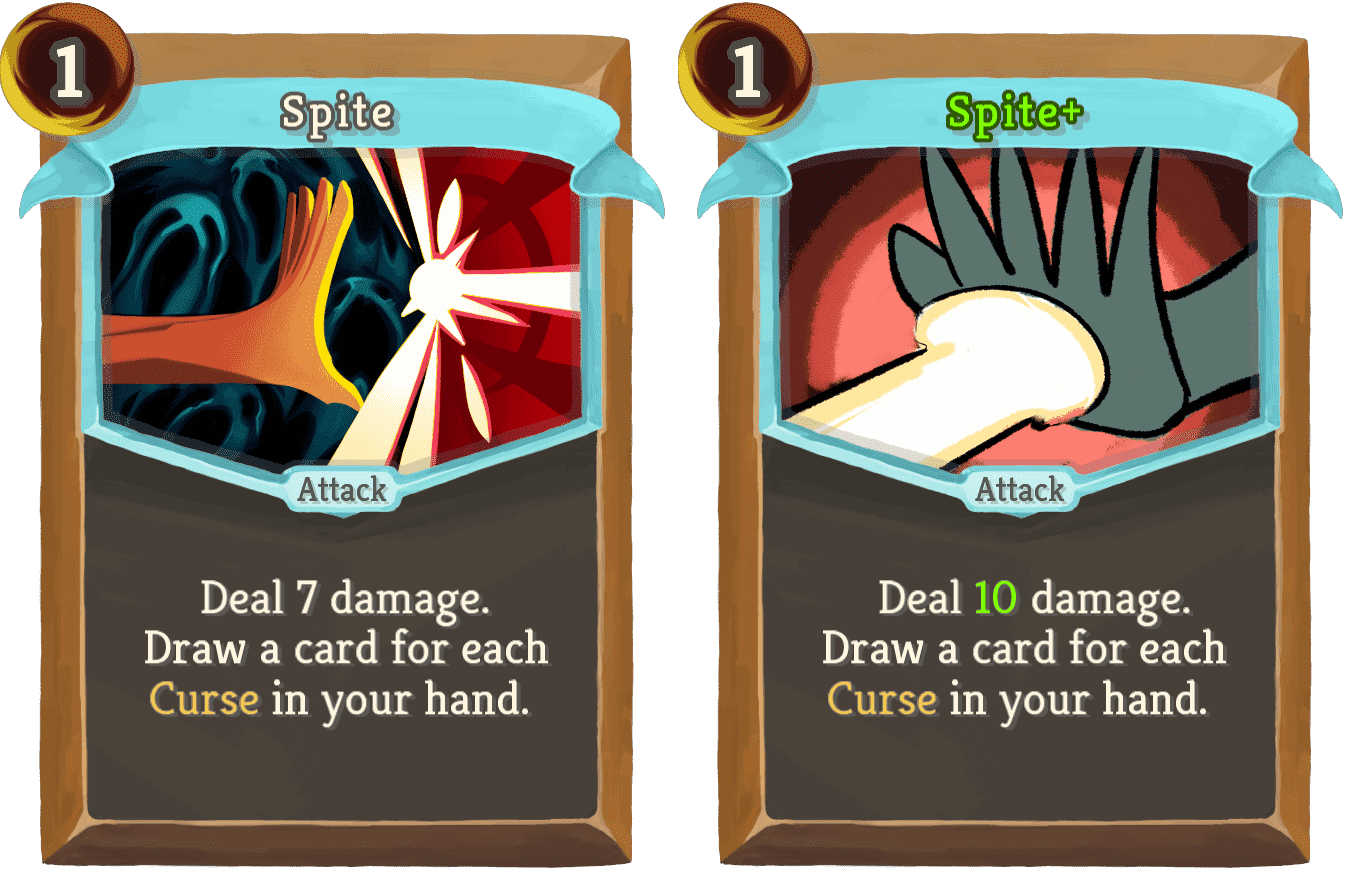 1
Spite
Attack
Deal 7 damage.
Draw a card for each
Curse in your hand.
1
Spite+
Attack
Deal 10 damage.
Draw a card for each
Curse in your hand.